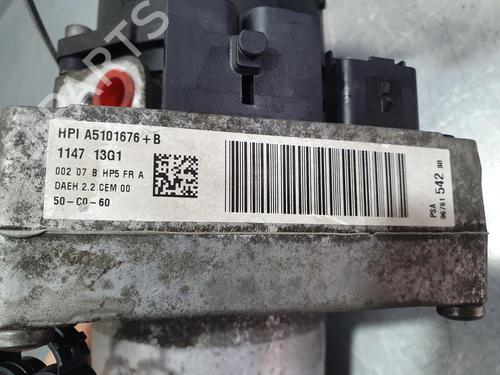 HPI A5101676+B
1147 13G1
002 07 B HP5 FR A
DAEH 2.2 CEM 00
50-C0-60
PSA
96761 542 80
PARTS